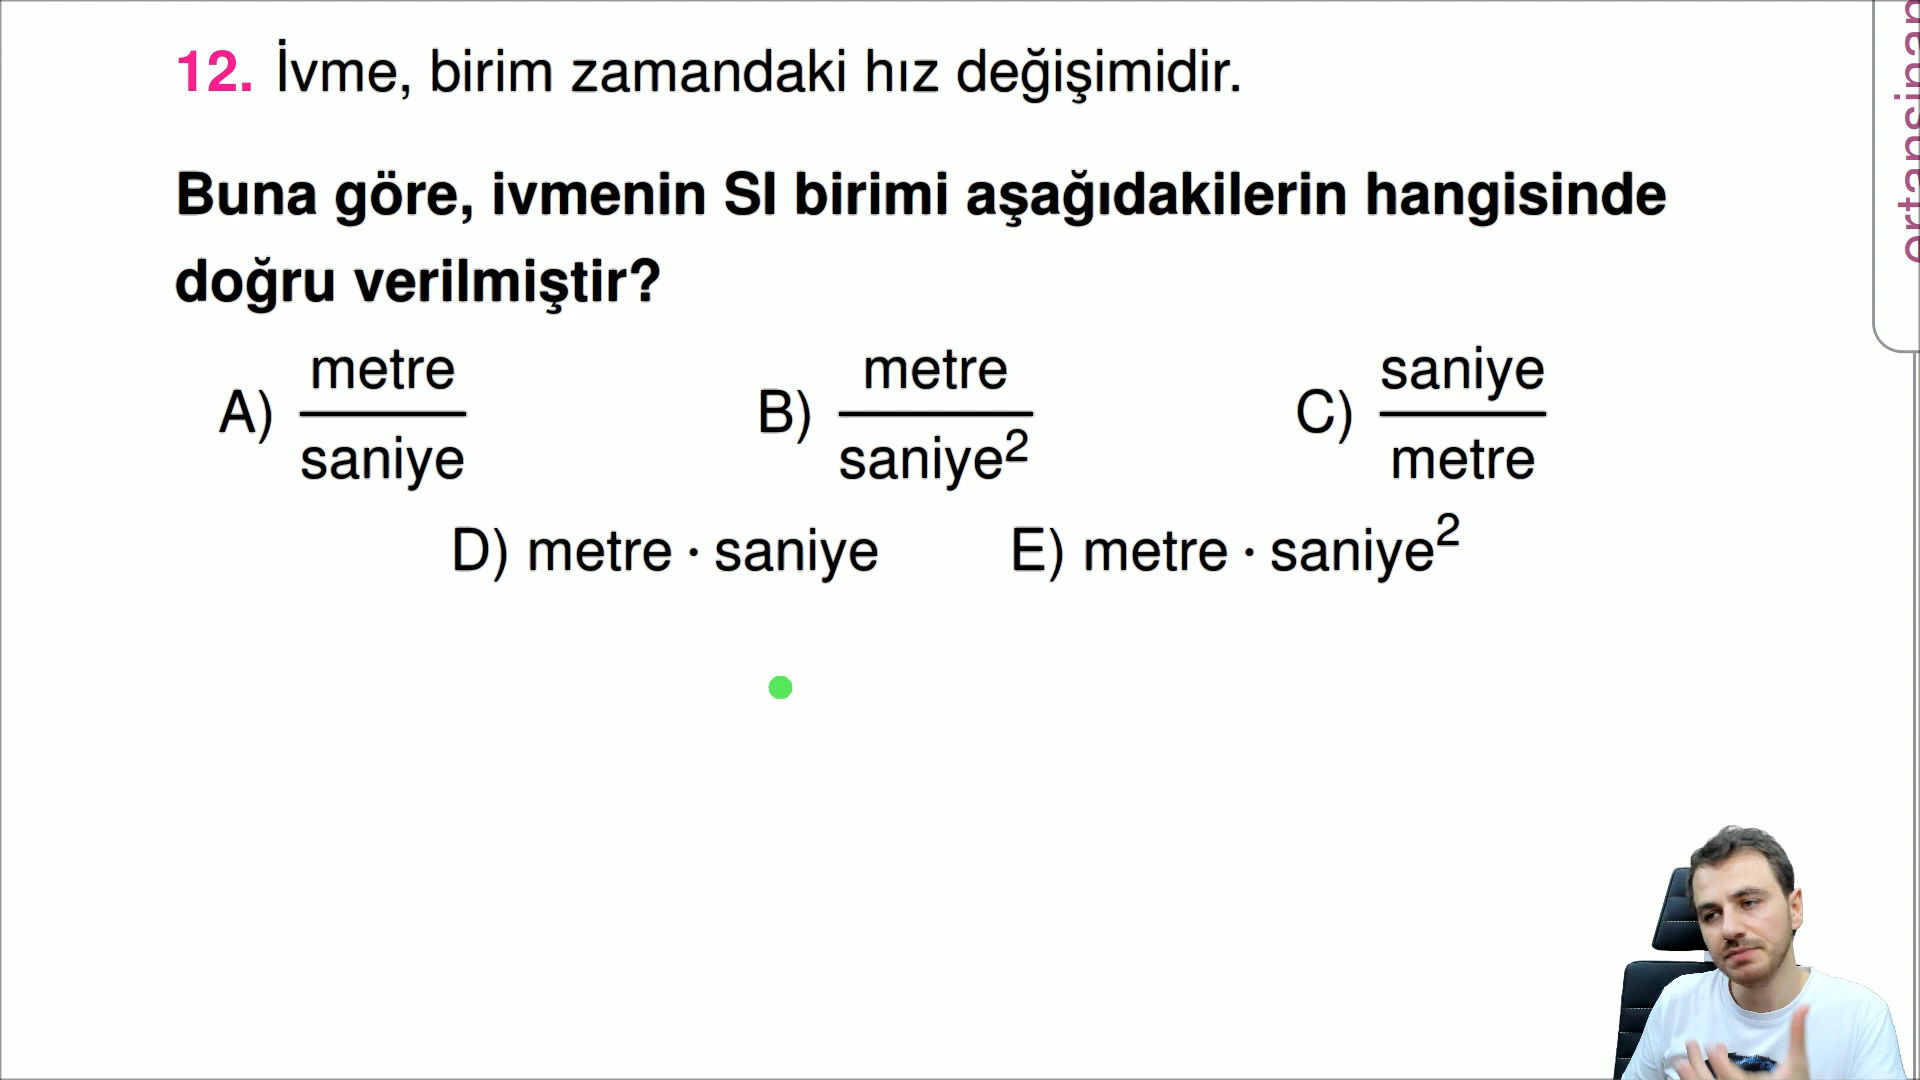 12. İvme, birim zamandaki hız değişimidir.
Buna göre, ivmenin SI birimi aşağıdakilerin hangisinde
doğru verilmiştir?
A) metre / saniye
B) metre / saniye²
C) saniye / metre
D) metre · saniye
E) metre · saniye²